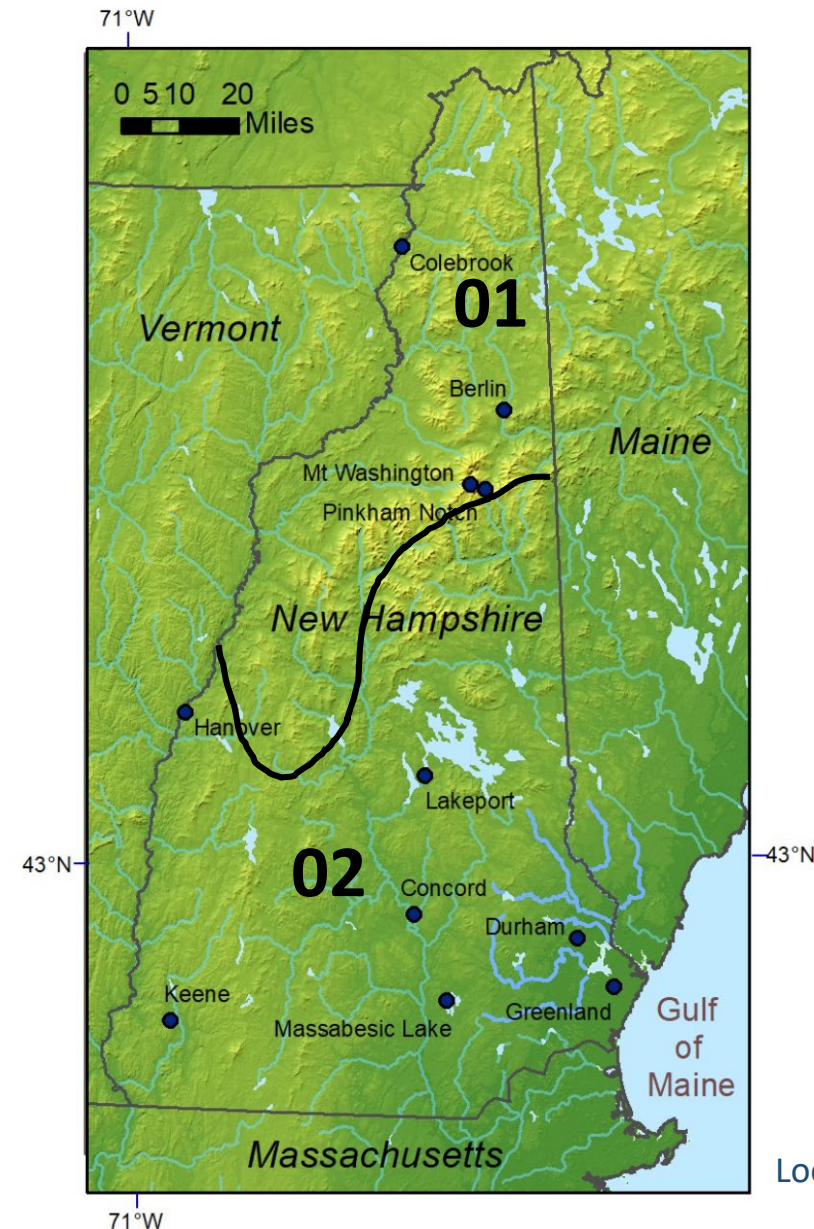 71°W
0 5 10 20
Miles
Colebrook
01
Vermont
Berlin
Maine
Mt Washington
Pinkham Notch
New Hampshire
Hanover
Lakeport
43°N
43°N
02
Concord
Durham
Keene
Greenland
Massabesic Lake
Gulf
of
Maine
Massachusetts
71°W